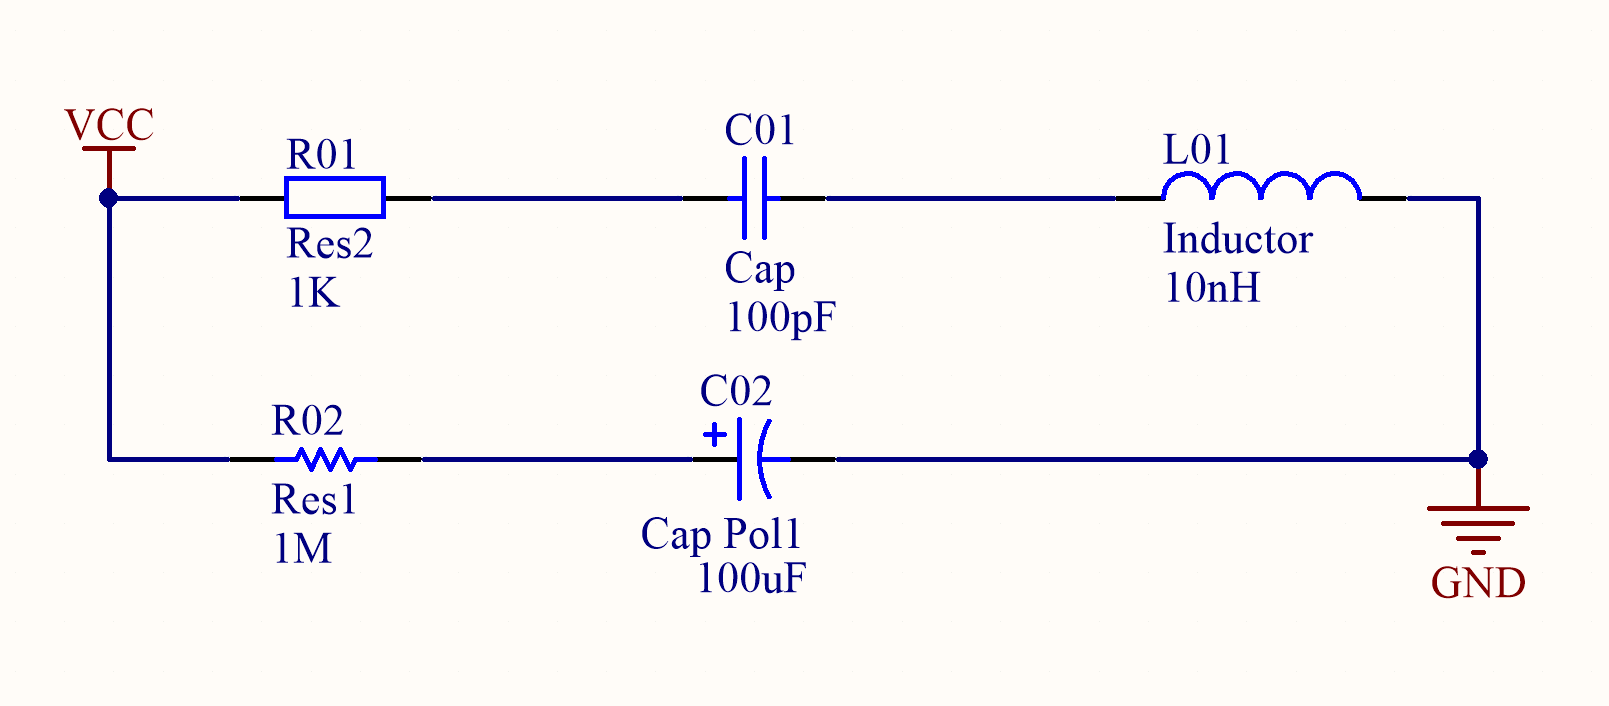 VCC
R01
Res2
1K
C01
Cap
100pF
L01
Inductor
10nH
R02
Res1
1M
C02
+
Cap Pol1
100uF
GND